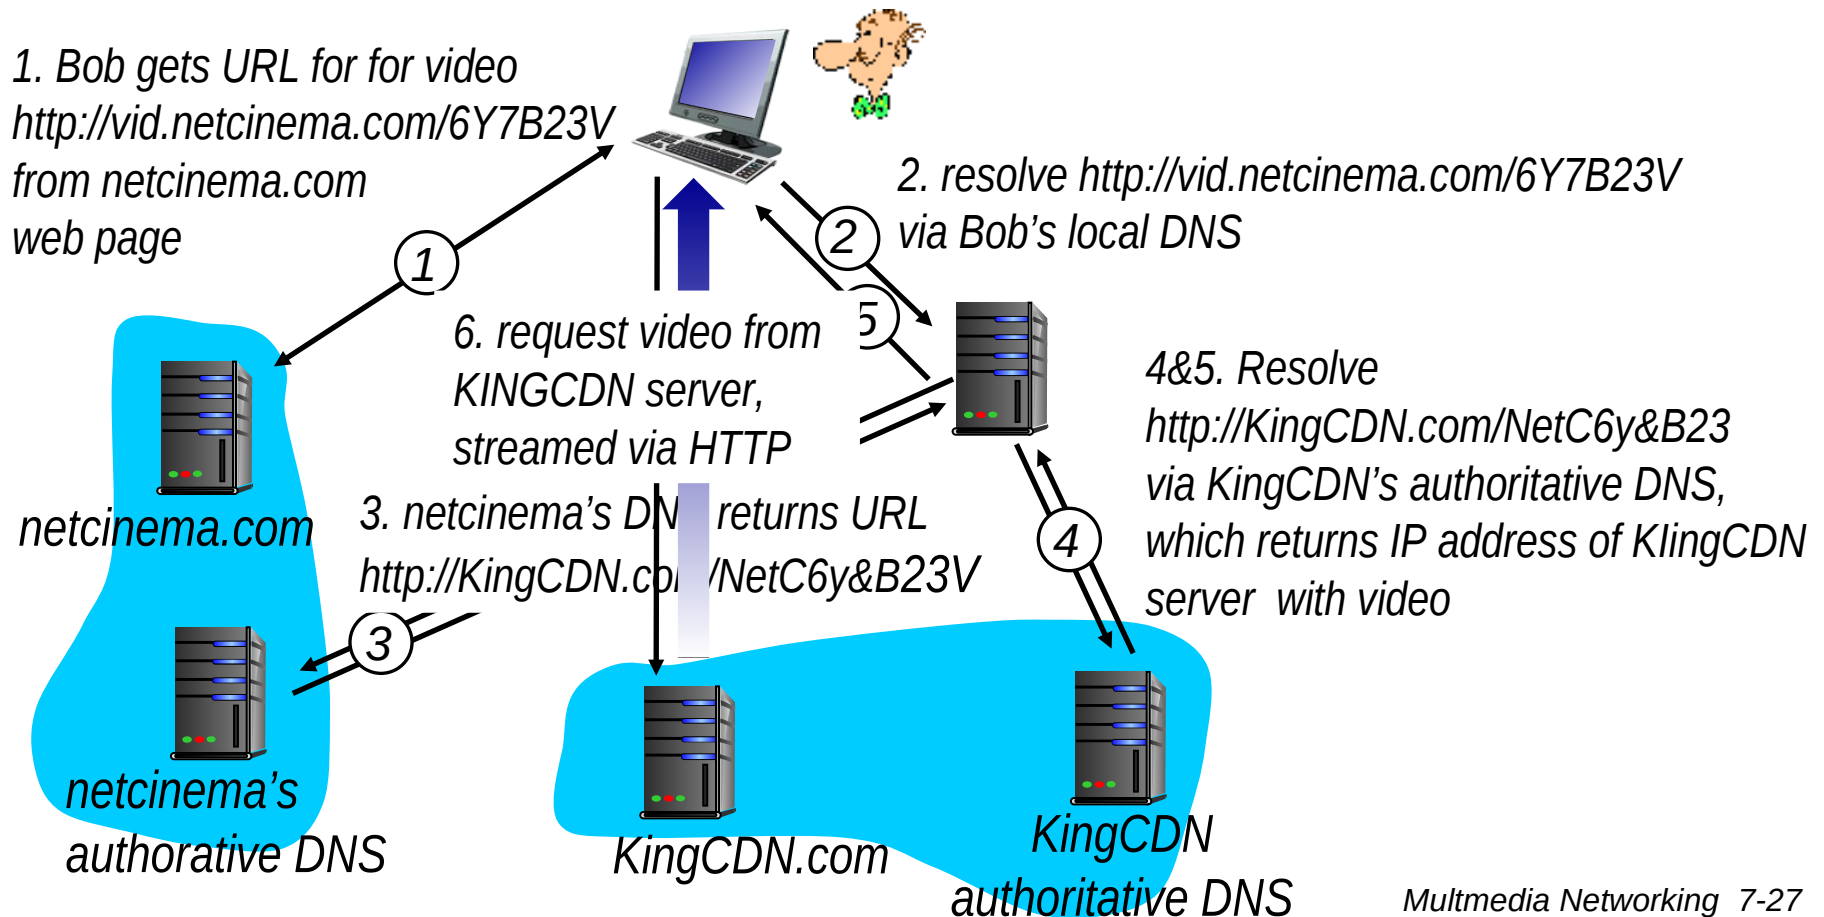 1. Bob gets URL for for video
http://vid.netcinema.com/6Y7B23V
from netcinema.com
web page
2. resolve http://vid.netcinema.com/6Y7B23V
via Bob’s local DNS
1
2
5
6. request video from
KINGCDN server,
streamed via HTTP
4&5. Resolve
http://KingCDN.com/NetC6y&B23
via KingCDN’s authoritative DNS,
which returns IP address of KIingCDN
server with video
netcinema.com
3. netcinema’s DNS returns URL
http://KingCDN.com/NetC6y&B23V
4
3
netcinema’s
authorative DNS
KingCDN.com
KingCDN
authoritative DNS
Multmedia Networking 7-27